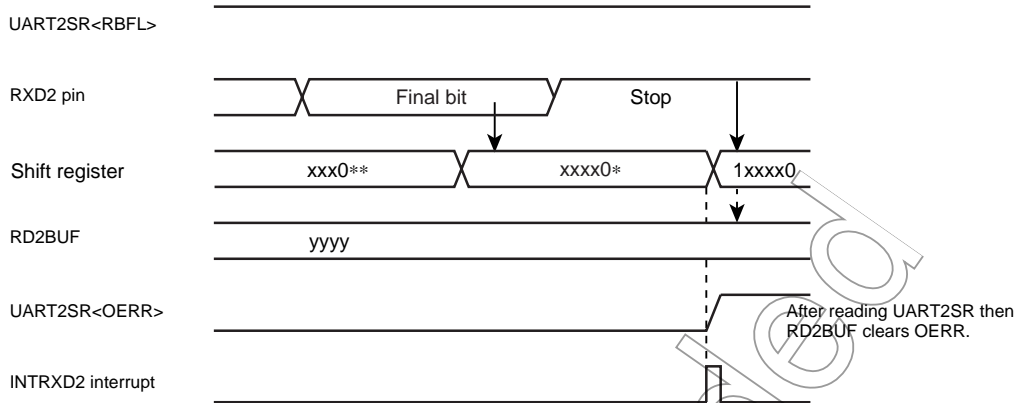 UART2SR<RBFL>
RXD2 pin
Final bit
Stop
Shift register
xxx0**
xxxx0*
1xxxx0
RD2BUF
yyyy
UART2SR<OERR>
After reading UART2SR then
RD2BUF clears OERR.
INTRXD2 interrupt